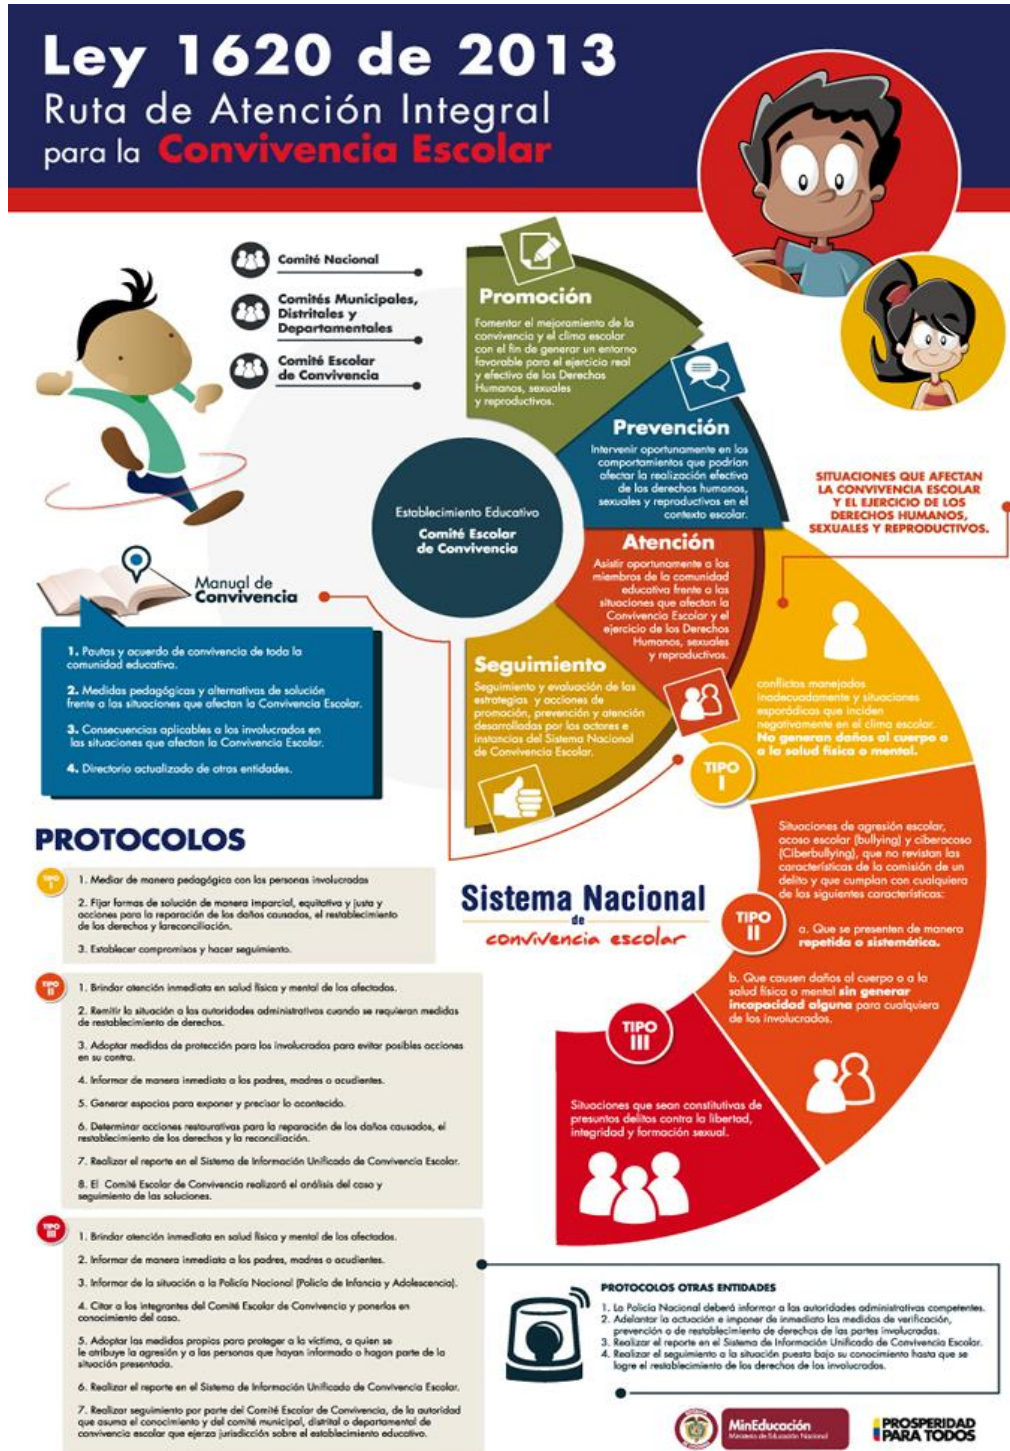 Ley 1620 de 2013
Ruta de Atención Integral
para la Convivencia Escolar
Comité Nacional
Comités Municipales,
Distritales y
Departamentales
Comité Escolar
de Convivencia
Promoción
Fomentar el mejoramiento de la
convivencia y el clima escolar
con el fin de generar un entorno
favorable para el ejercicio real
y efectivo de los Derechos
Humanos, sexuales
y reproductivos.
Prevención
Intervenir oportunamente en los
comportamientos que podrían
afectar la realización efectiva
de los derechos humanos,
sexuales y reproductivos en el
contexto escolar.
Establecimiento Educativo
Comité Escolar
de Convivencia
Atención
Asistir oportunamente a los
miembros de la comunidad
educativa frente a las
situaciones que afectan la
Convivencia Escolar y el
ejercicio de los Derechos
Humanos, sexuales
y reproductivos.
Seguimiento
Seguimiento y evaluación de las
estrategias y acciones de
promoción, prevención y atención
desarrolladas por los actores e
instancias del Sistema Nacional
de Convivencia Escolar.
SITUACIONES QUE AFECTAN
LA CONVIVENCIA ESCOLAR
Y EL EJERCICIO DE LOS
DERECHOS HUMANOS,
SEXUALES Y REPRODUCTIVOS.
Manual de
Convivencia
1. Pautas y acuerdo de convivencia de toda la
comunidad educativa.
2. Medidas pedagógicas y alternativas de solución
frente a las situaciones que afectan la Convivencia Escolar.
3. Consecuencias aplicables a los involucrados en
las situaciones que afectan la Convivencia Escolar.
4. Directorio actualizado de otras entidades.
conflictos manejados
inadecuadamente y situaciones
esporódicas que inciden
negativamente en el clima escolar.
No generan daños al cuerpo o
a la salud física o mental.
TIPO
I
Situaciones de agresión escolar,
acoso escolar (bullying) y ciberacoso
(Ciberbullying), que no revistan las
características de la comisión de un
delito y que cumplan con cualquiera
de las siguientes características:
a. Que se presenten de manera
repetida o sistemática.
b. Que causen daños al cuerpo o a la
salud física o mental sin generar
incapacidad alguna para cualquiera
de los involucrados.
TIPO
II
TIPO
III
Situaciones que sean constitutivas de
presuntos delitos contra la libertad,
integridad y formación sexual.
Sistema Nacional
de
convivencia escolar
PROTOCOLOS
TIPO
I
1. Mediar de manera pedagógica con las personas involucradas
2. Fijar formas de solución de manera imparcial, equitativa y justa y
acciones para la reparación de los daños causados, el restablecimiento
de los derechos y lareconciliación.
3. Establecer compromisos y hacer seguimiento.
TIPO
II
1. Brindar atención inmediata en salud física y mental de los afectados.
2. Remitir la situación a las autoridades administrativas cuando se requieran medidas
de restablecimiento de derechos.
3. Adoptar medidas de protección para los involucrados para evitar posibles acciones
en su contra.
4. Informar de manera inmediata a los padres, madres o acudientes.
5. Generar espacios para exponer y precisar lo acontecido.
6. Determinar acciones restaurativas para la reparación de los daños causados, el
restablecimiento de los derechos y la reconciliación.
7. Realizar el reporte en el Sistema de Información Unificado de Convivencia Escolar.
8. El Comité Escolar de Convivencia realizará el análisis del caso y
seguimiento de las soluciones.
TIPO
III
1. Brindar atención inmediata en salud física y mental de los afectados.
2. Informar de manera inmediata a los padres, madres o acudientes.
3. Informar de la situación a la Policía Nacional (Policía de Infancia y Adolescencia).
4. Citar a los integrantes del Comité Escolar de Convivencia y ponerlos en
conocimiento del caso.
5. Adoptar las medidas propias para proteger a la víctima, a quien se
le atribuye la agresión y a las personas que hayan informado o hagan parte de la
situación presentada.
6. Realizar el reporte en el Sistema de Información Unificado de Convivencia Escolar.
7. Realizar seguimiento por parte del Comité Escolar de Convivencia, de la autoridad
que asuma el conocimiento y del comité municipal, distrital o departamental de
convivencia escolar que ejerza jurisdicción sobre el establecimiento educativo.
PROTOCOLOS OTRAS ENTIDADES
1. La Policía Nacional deberá informar a las autoridades administrativas competentes.
2. Adelantar la actuación e imponer de inmediato las medidas de verificación,
prevención o de restablecimiento de derechos de las partes involucradas.
3. Realizar el reporte en el Sistema de Información Unificado de Convivencia Escolar.
4. Realizar el seguimiento a la situación puesta bajo su conocimiento hasta que se
logre el restablecimiento de los derechos de los involucrados.
MinEducación
Ministerio de Educación Nacional
PROSPERIDAD
PARA TODOS